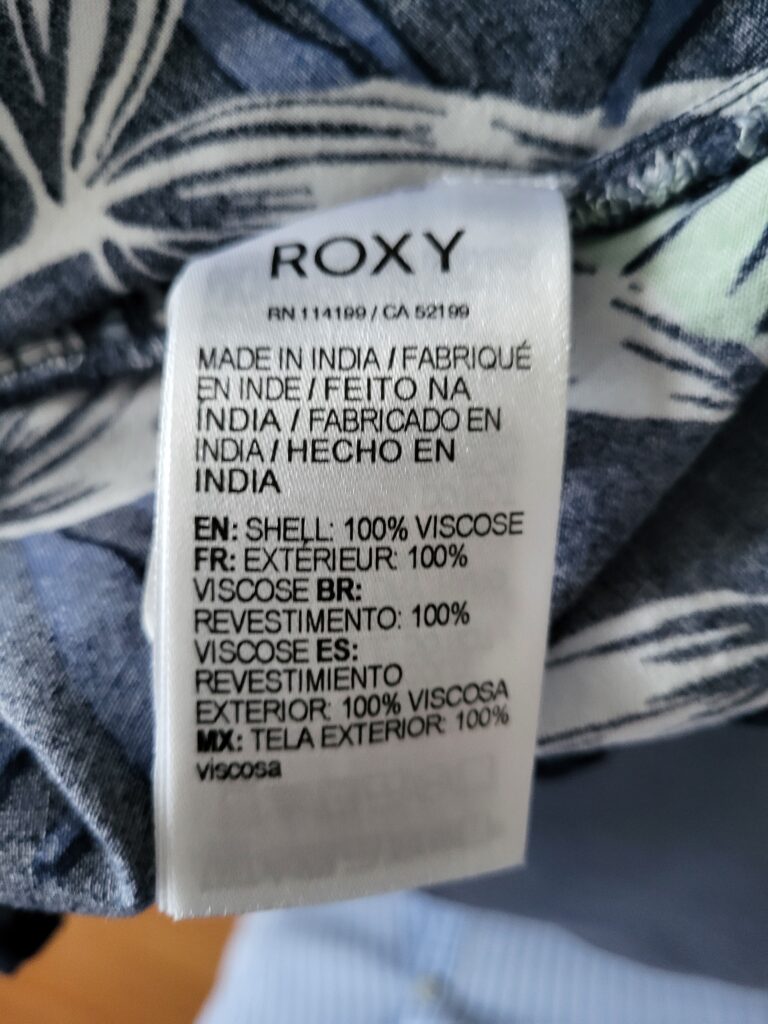 ROXY
RN 114199 / CA 52199
MADE IN INDIA / FABRIQUÉ
EN INDE / FEITO NA
ÍNDIA / FABRICADO EN
INDIA / HECHO EN
INDIA
EN: SHELL: 100% VISCOSE
FR: EXTÉRIEUR: 100%
VISCOSE BR:
REVESTIMENTO: 100%
VISCOSE ES:
REVESTIMIENTO
EXTERIOR: 100% VISCOSA
MX: TELA EXTERIOR: 100%
viscosa